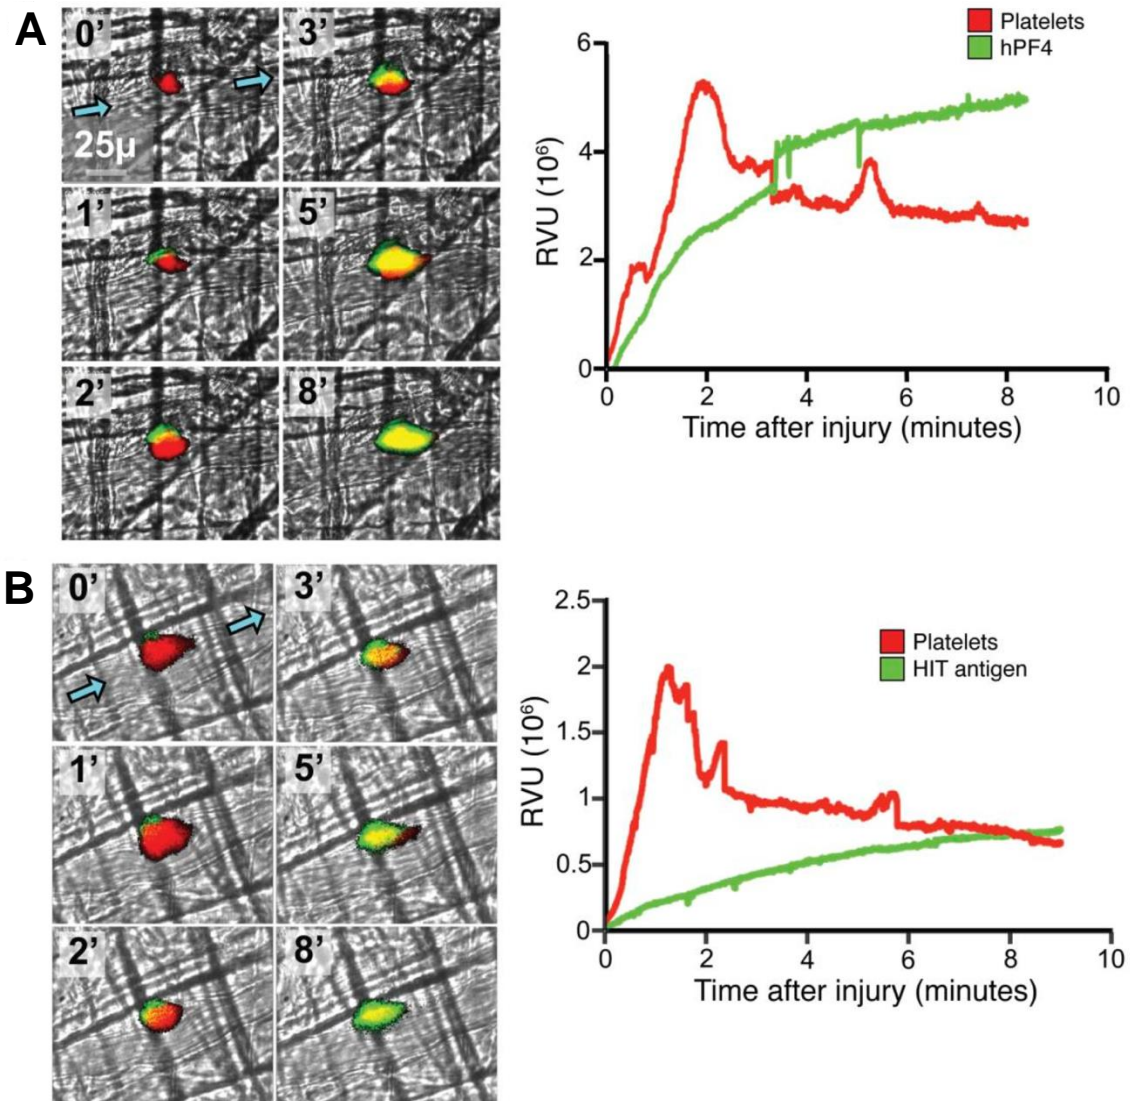 A
0’ 3’
25µ
1’ 5’
2’ 8’
Platelets
hPF4
RVU (10⁶)
6
4
2
0
0 2 4 6 8 10
Time after injury (minutes)
B
0’ 3’
1’ 5’
2’ 8’
Platelets
HIT antigen
RVU (10⁶)
2.5
2
1.5
1
0.5
0
0 2 4 6 8 10
Time after injury (minutes)